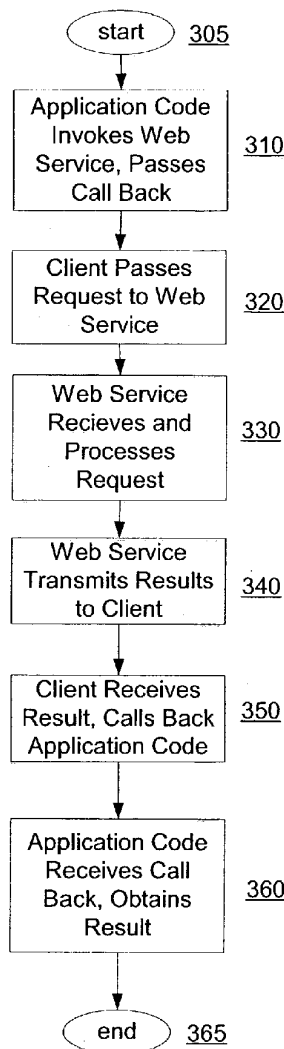 start
305
Application Code
Invokes Web
Service, Passes
Call Back
310
Client Passes
Request to Web
Service
320
Web Service
Recieves and
Processes
Request
330
Web Service
Transmits Results
to Client
340
Client Receives
Result, Calls Back
Application Code
350
Application Code
Receives Call
Back, Obtains
Result
360
end
365